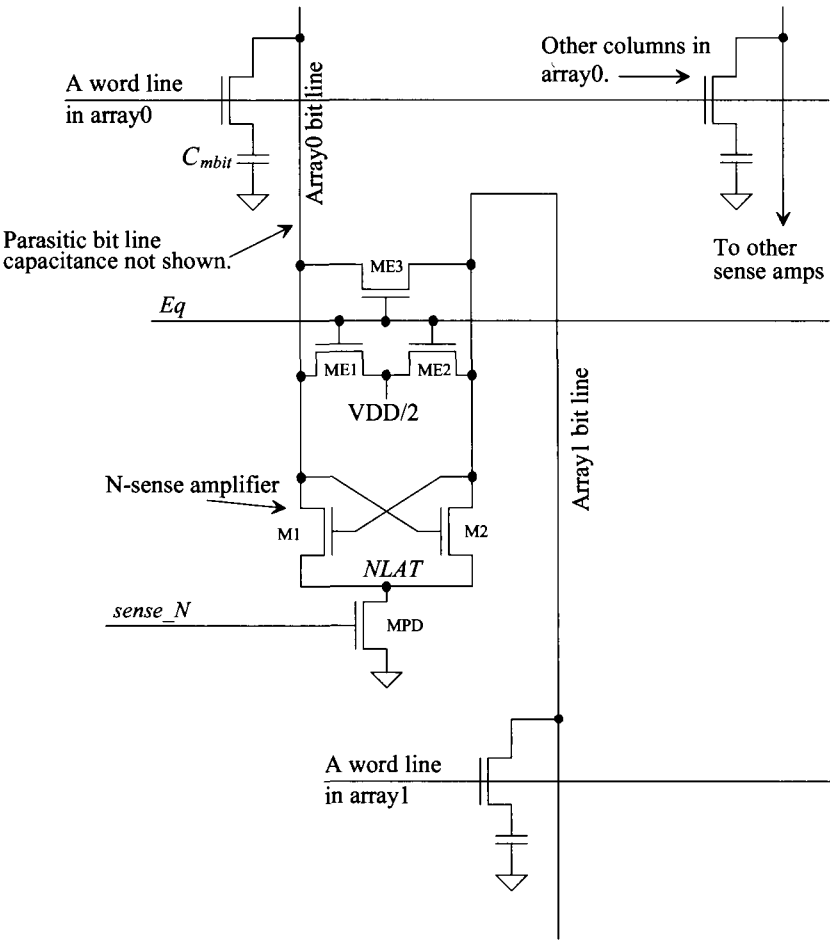 Other columns in
array0.
A word line
in array0
Array0 bit line
Cmbit
Parasitic bit line
capacitance not shown.
To other
sense amps
ME3
Eq
ME1
ME2
VDD/2
Array1 bit line
N-sense amplifier
M1
M2
NLAT
sense_N
MPD
A word line
in array1